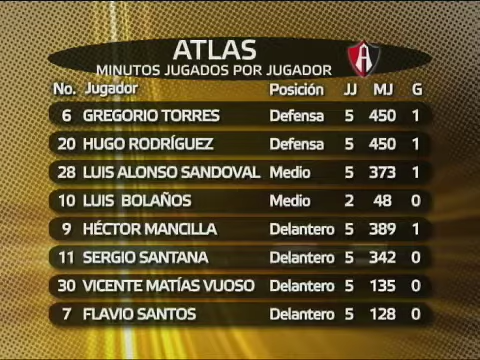 ATLAS
MINUTOS JUGADOS POR JUGADOR
No. Jugador Posición JJ MJ G
6 GREGORIO TORRES Defensa 5 450 1
20 HUGO RODRÍGUEZ Defensa 5 450 1
28 LUIS ALONSO SANDOVAL Medio 5 373 1
10 LUIS BOLAÑOS Medio 2 48 0
9 HÉCTOR MANCILLA Delantero 5 389 1
11 SERGIO SANTANA Delantero 5 342 0
30 VICENTE MATÍAS VUOSO Delantero 5 135 0
7 FLAVIO SANTOS Delantero 5 128 0